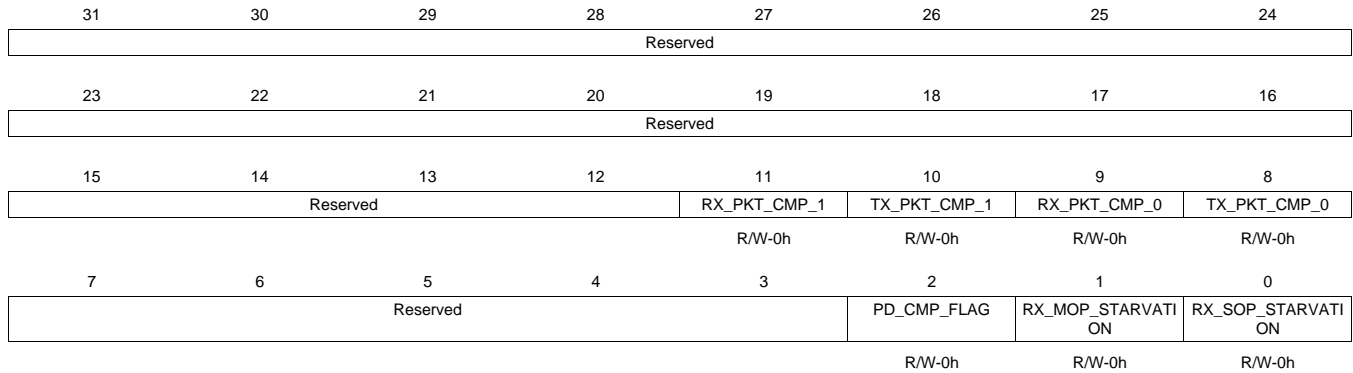 31 30 29 28 27 26 25 24
Reserved
23 22 21 20 19 18 17 16
Reserved
15 14 13 12 11 10 9 8
Reserved RX_PKT_CMP_1 TX_PKT_CMP_1 RX_PKT_CMP_0 TX_PKT_CMP_0
R/W-0h R/W-0h R/W-0h R/W-0h
7 6 5 4 3 2 1 0
Reserved PD_CMP_FLAG RX_MOP_STARVATI RX_SOP_STARVATI
ON ON
R/W-0h R/W-0h R/W-0h